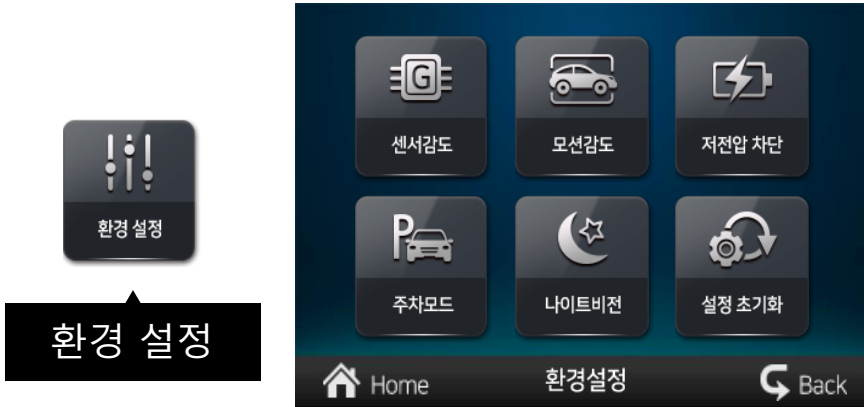 환경 설정
환경 설정
G
센서감도
모션감도
저전압 차단
P
주차모드
나이트비전
설정 초기화
Home
환경설정
Back